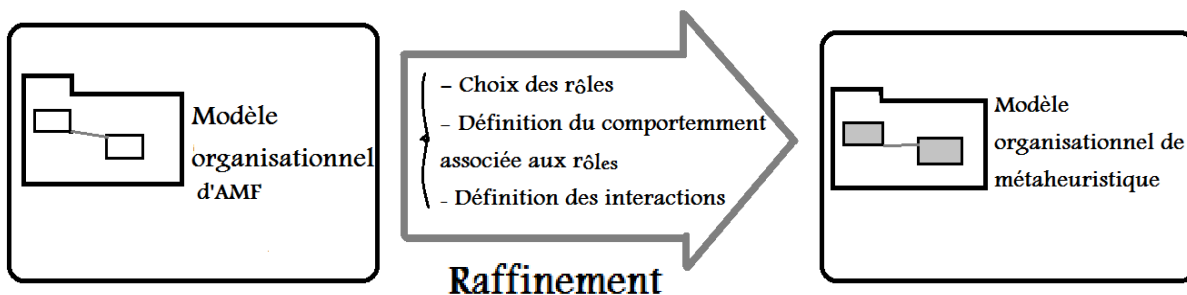 Modèle
organisationnel
d'AMF
– Choix des rôles
- Définition du comportemment
associée aux rôles
- Définition des interactions
Raffinement
Modèle
organisationnel de
métaheuristique